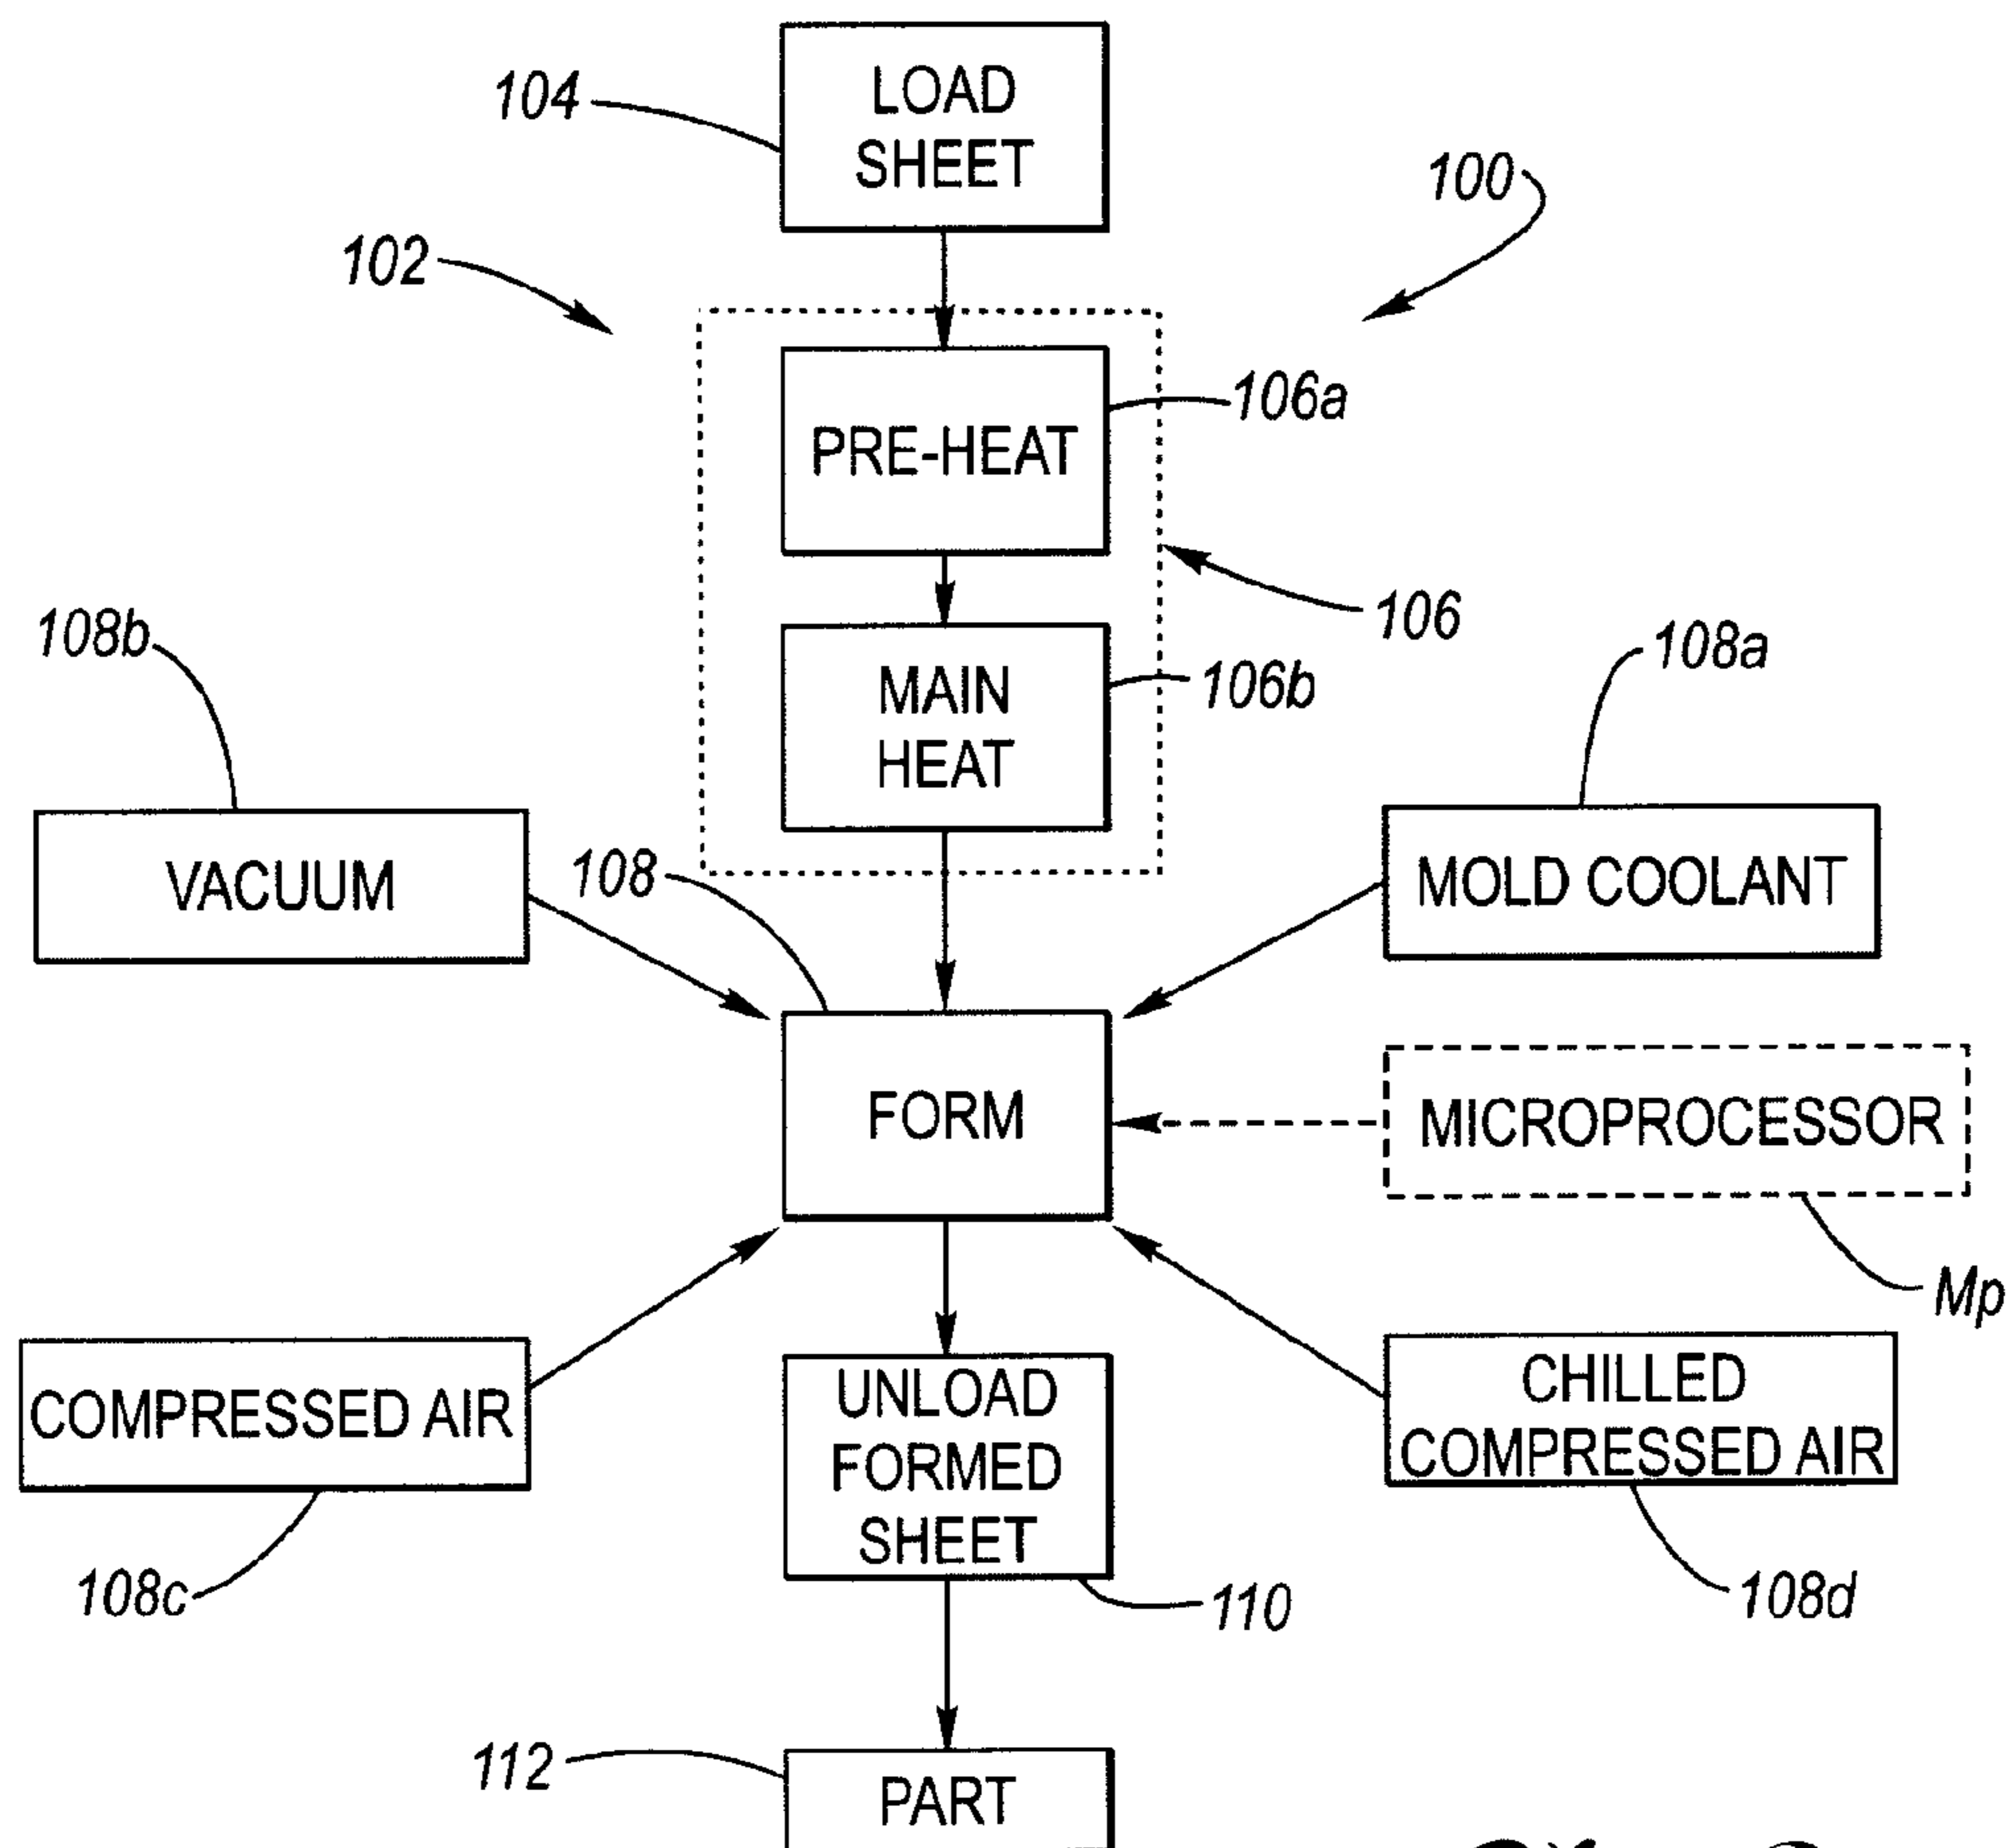 LOAD
SHEET
104
100
102
PRE-HEAT
106a
106
MAIN
HEAT
106b
108b
108a
VACUUM
108
MOLD COOLANT
FORM
MICROPROCESSOR
Mp
COMPRESSED AIR
UNLOAD
FORMED
SHEET
CHILLED
COMPRESSED AIR
108c
110
108d
112
PART